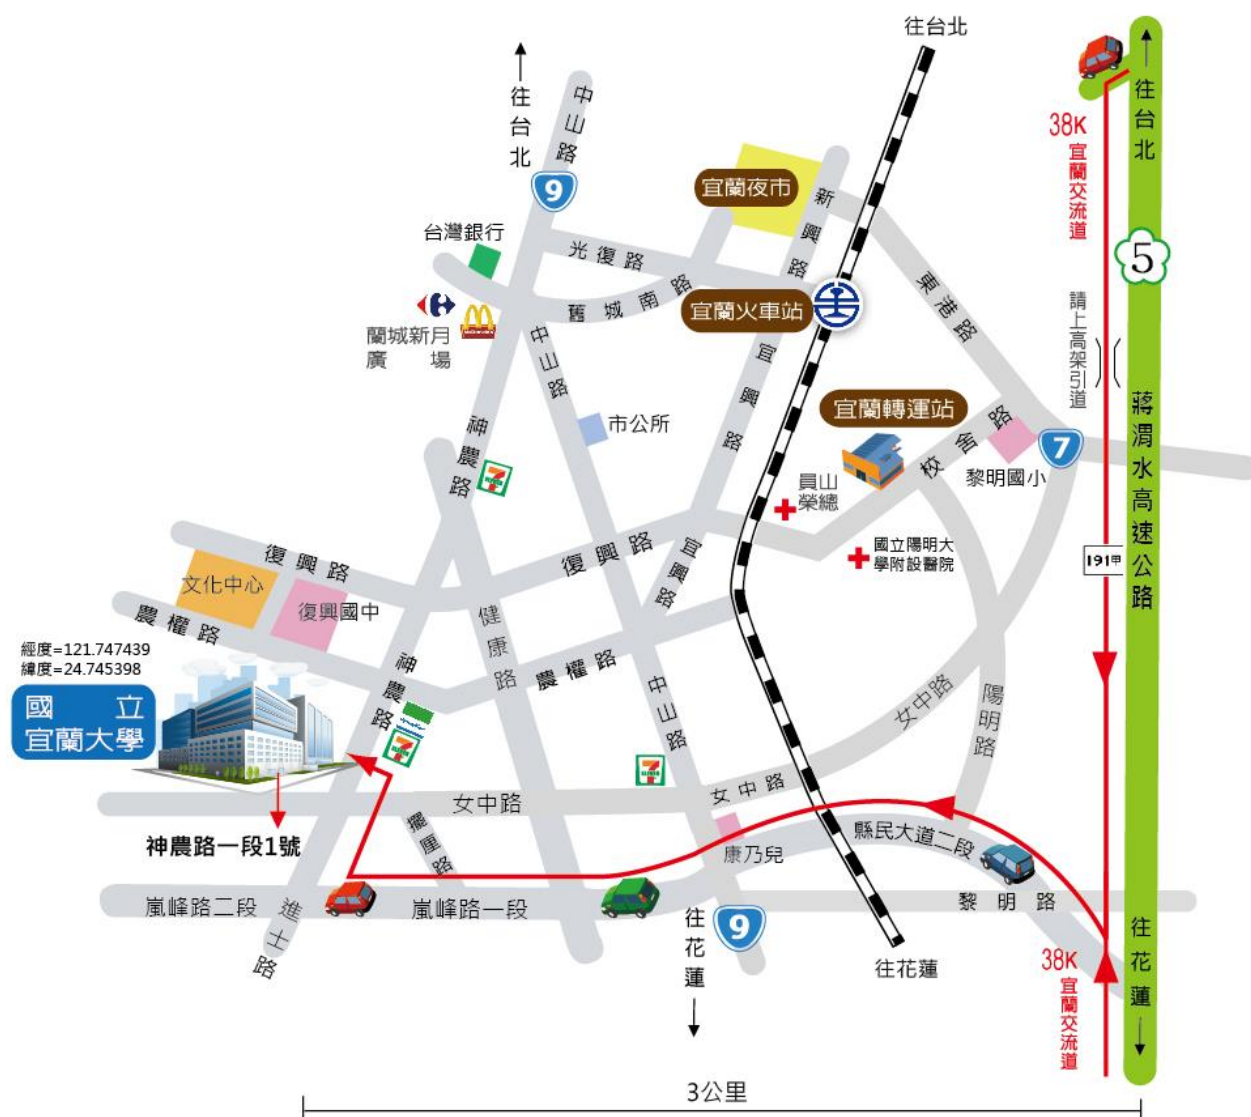 往台北
往台北
中山路
9
往台北
38K
宜蘭交流道
宜蘭夜市
新興路
台灣銀行
光復路
5
東港路
舊城南路
宜蘭火車站
請上高架引道
蘭城新月
廣場
中山路
宜興路
蔣渭水高速公路
宜蘭轉運站
市公所
神農路
7
校舍路
黎明國小
7
ELEVEN
員山
榮總
復興路
復興路
宜興路
國立陽明大
學附設醫院
191甲
文化中心
復興國中
健康路
農權路
農權路
經度=121.747439
緯度=24.745398
神農路
中山路
女中路
陽明路
國立
宜蘭大學
7
ELEVEN
7
ELEVEN
女中路
女中路
擺厘路
神農路一段1號
康乃兒
縣民大道二段
嵐峰路二段
進士路
嵐峰路一段
黎明路
往花蓮
9
往花蓮
往花蓮
38K
宜蘭交流道
3公里